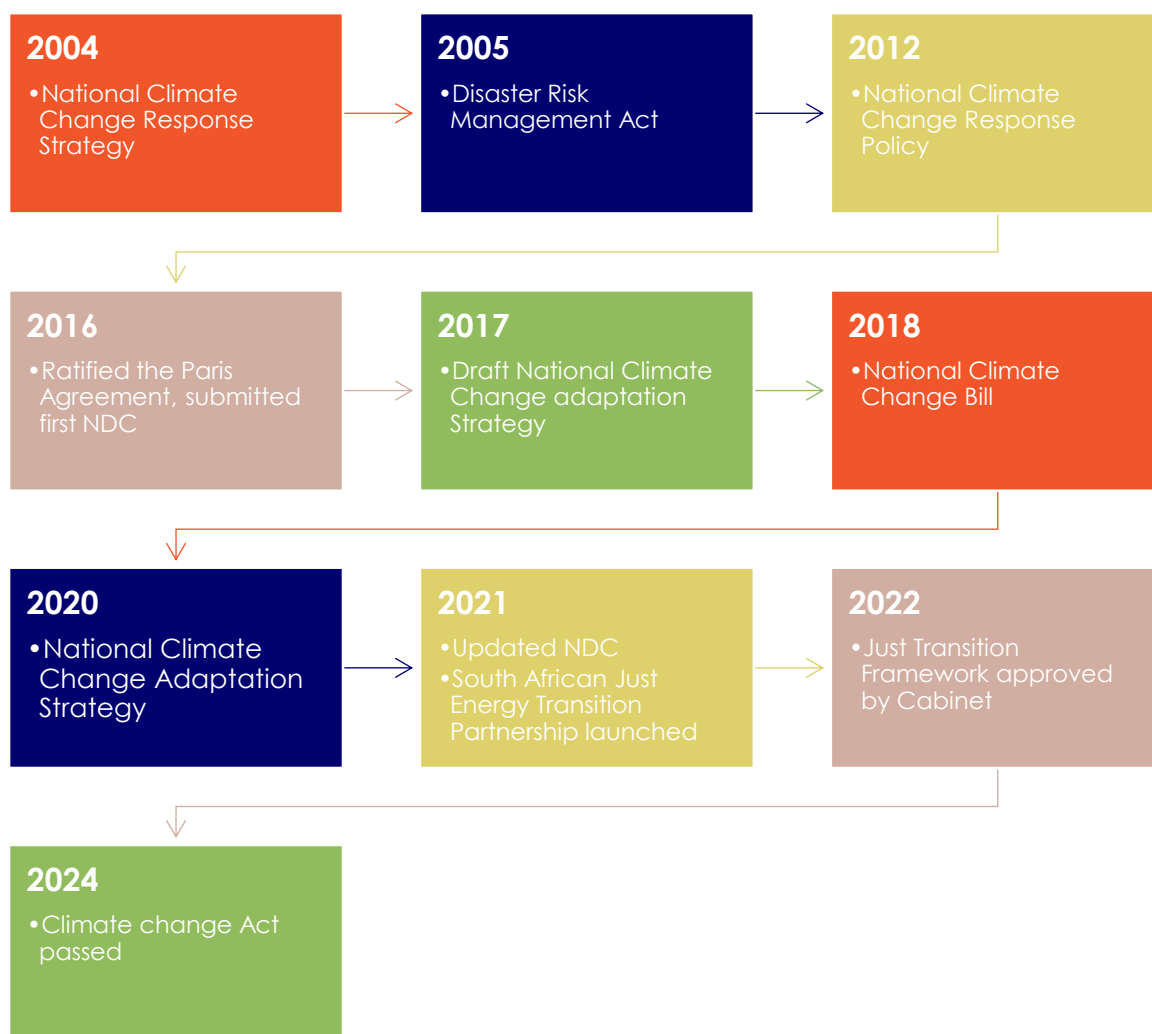 2004
•National Climate
Change Response
Strategy
2005
•Disaster Risk
Management Act
2012
•National Climate
Change Response
Policy
2016
•Ratified the Paris
Agreement, submitted
first NDC
2017
•Draft National Climate
Change adaptation
Strategy
2018
•National Climate
Change Bill
2020
•National Climate
Change Adaptation
Strategy
2021
•Updated NDC
•South African Just
Energy Transition
Partnership launched
2022
•Just Transition
Framework approved
by Cabinet
2024
•Climate change Act
passed